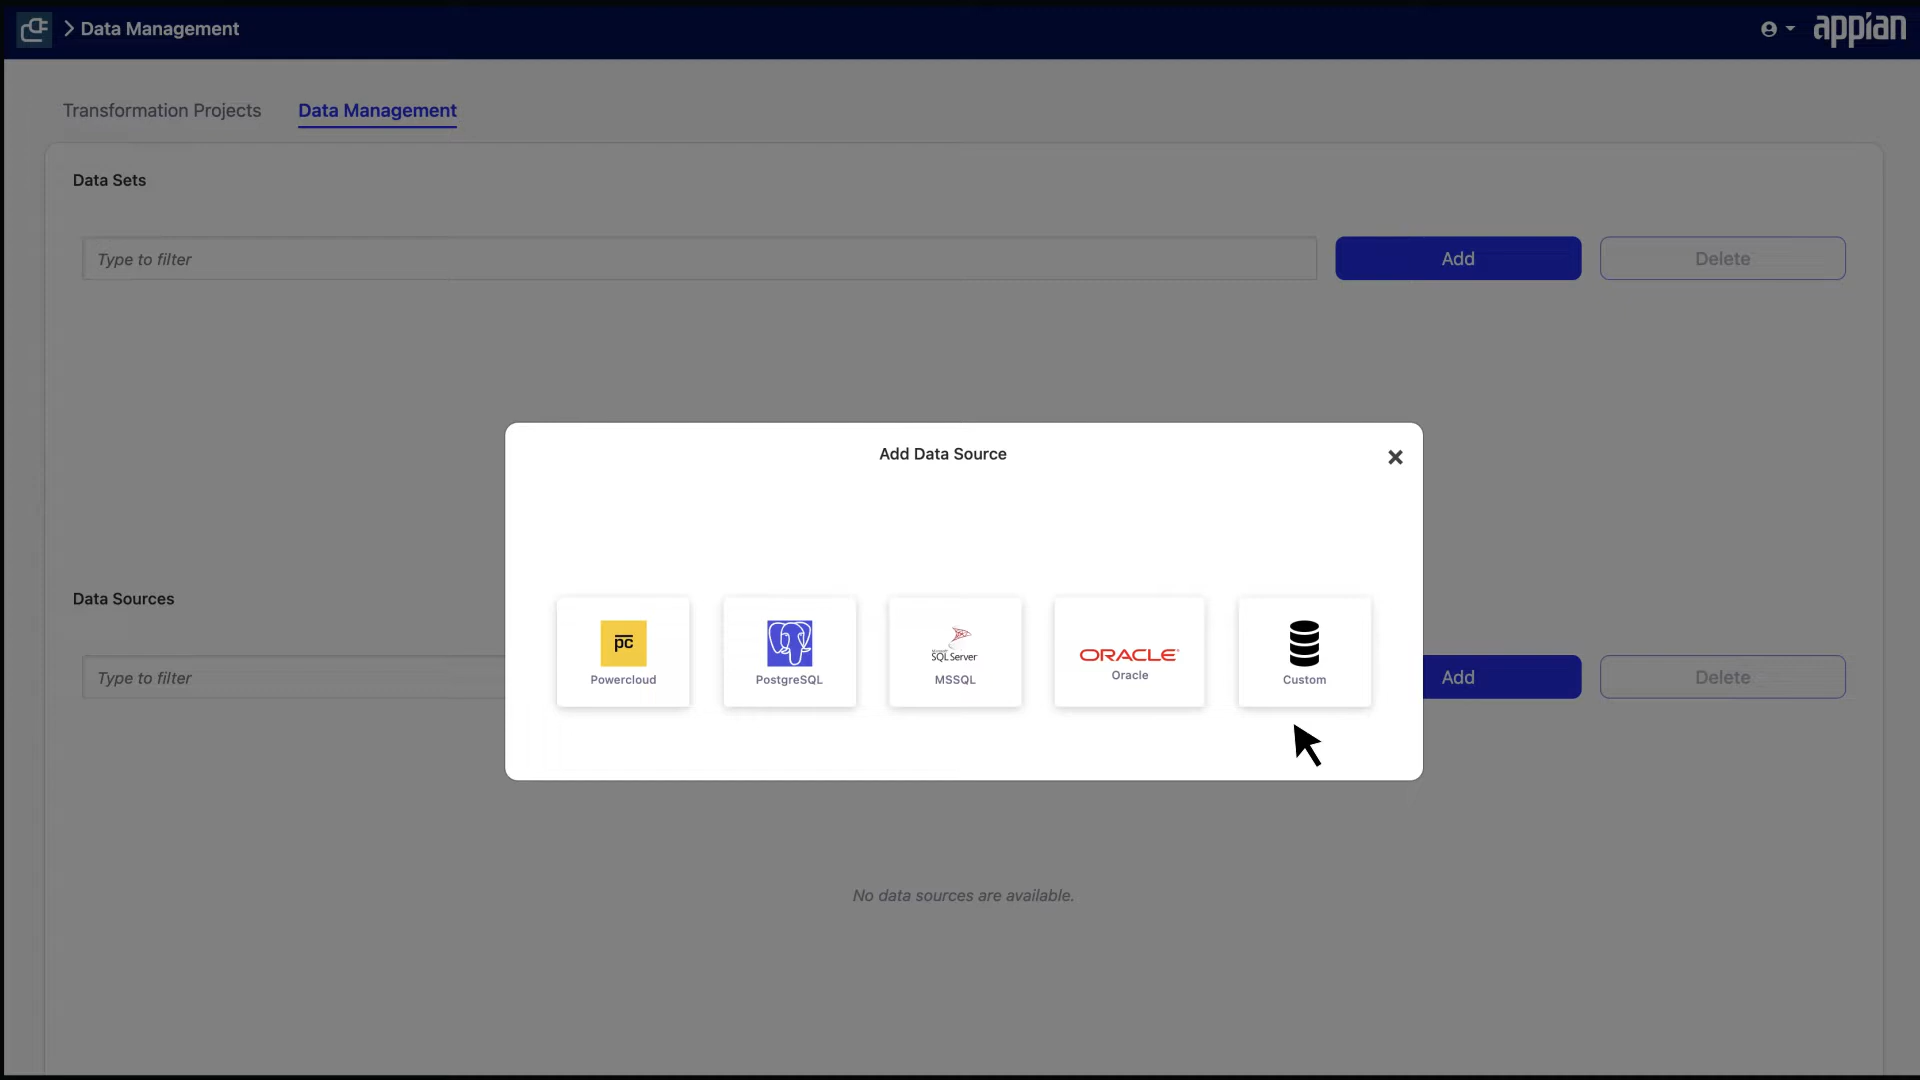 Data Management
appian
Transformation Projects
Data Management
Data Sets
Type to filter
Add
Delete
Add Data Source
pc
Powercloud
PostgreSQL
Microsoft
SQL Server
MSSQL
ORACLE
Oracle
Custom
Data Sources
Type to filter
Add
Delete
No data sources are available.